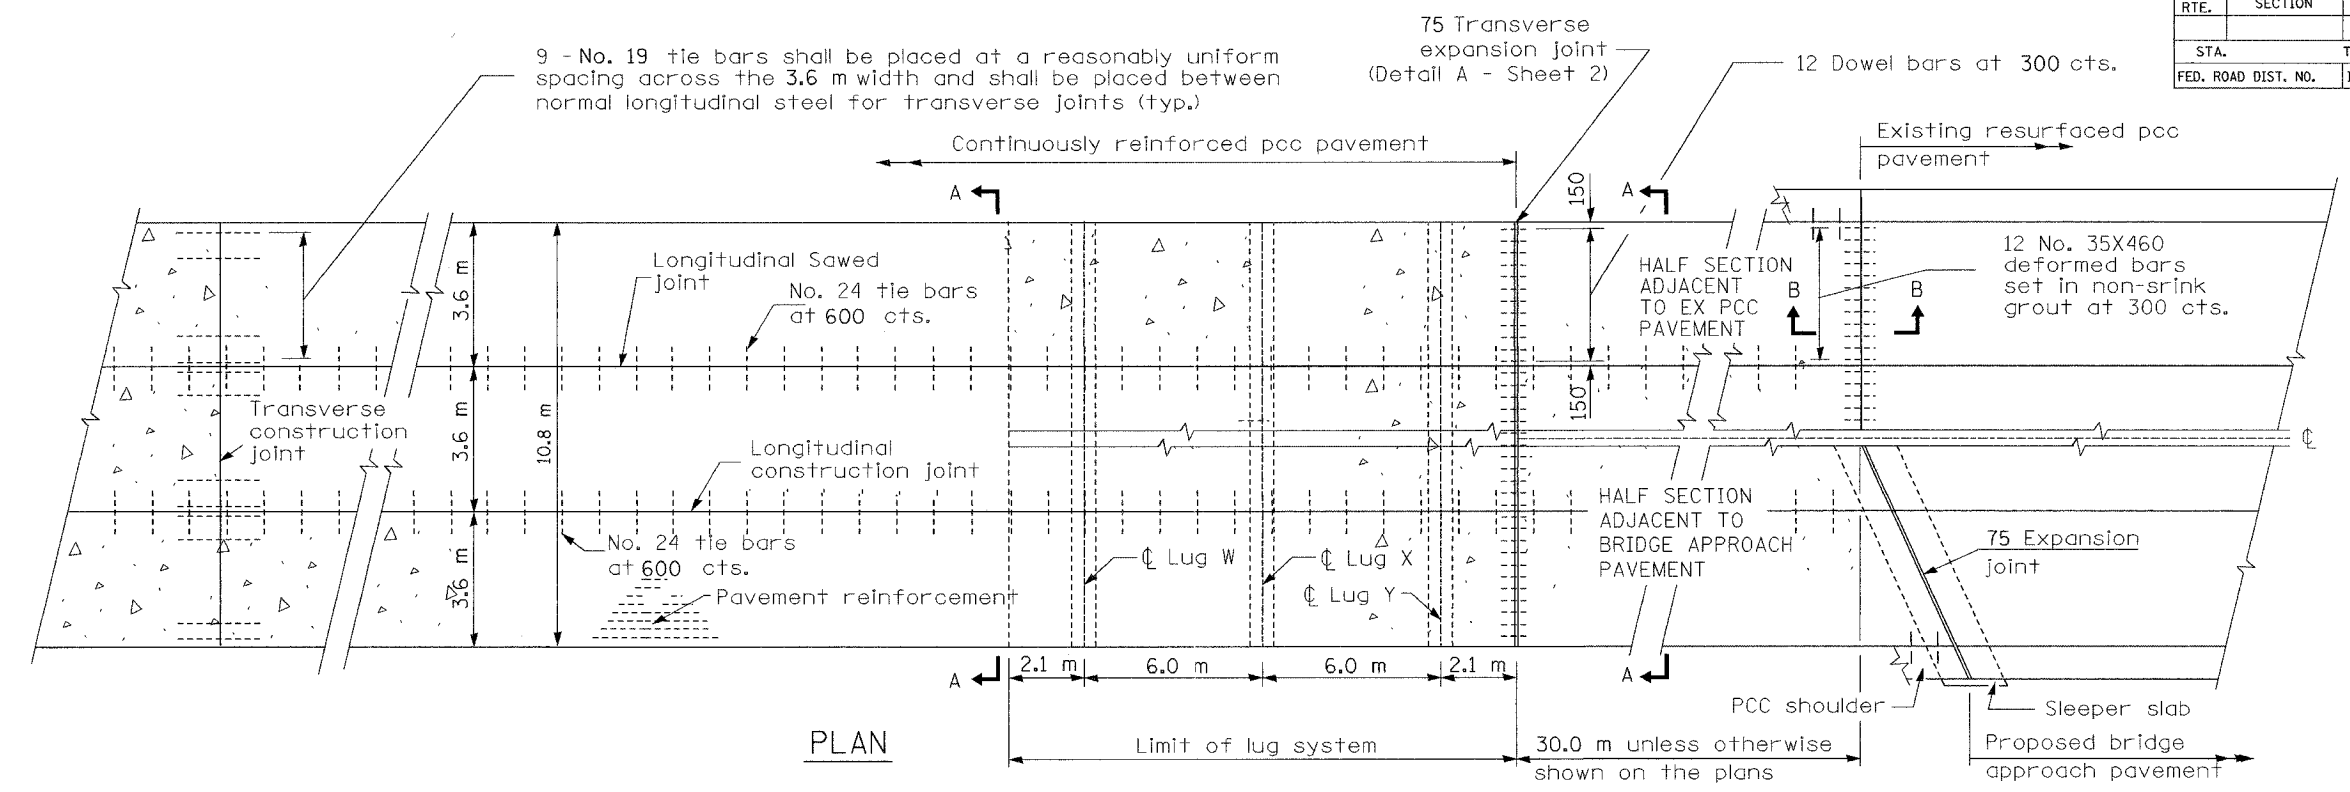 RTE.
SECTION
STA.
T
FED. ROAD DIST. NO.
9 - No. 19 tie bars shall be placed at a reasonably uniform
spacing across the 3.6 m width and shall be placed between
normal longitudinal steel for transverse joints (typ.)
75 Transverse
expansion joint
(Detail A - Sheet 2)
12 Dowel bars at 300 cts.
Continuously reinforced pcc pavement
Existing resurfaced pcc
pavement
A
A
150
Longitudinal Sawed
joint
No. 24 tie bars
at 600 cts.
3.6 m
HALF SECTION
ADJACENT
TO EX PCC
PAVEMENT
B
B
12 No. 35X460
deformed bars
set in non-srink
grout at 300 cts.
150
Transverse
construction
joint
3.6 m
10.8 m
Longitudinal
construction joint
℄
HALF SECTION
ADJACENT TO
BRIDGE APPROACH
PAVEMENT
No. 24 tie bars
at 600 cts.
3.6 m
Pavement reinforcement
℄ Lug W
℄ Lug X
℄ Lug Y
75 Expansion
joint
A
2.1 m
6.0 m
6.0 m
2.1 m
A
PCC shoulder
Sleeper slab
PLAN
Limit of lug system
30.0 m unless otherwise
shown on the plans
Proposed bridge
approach pavement